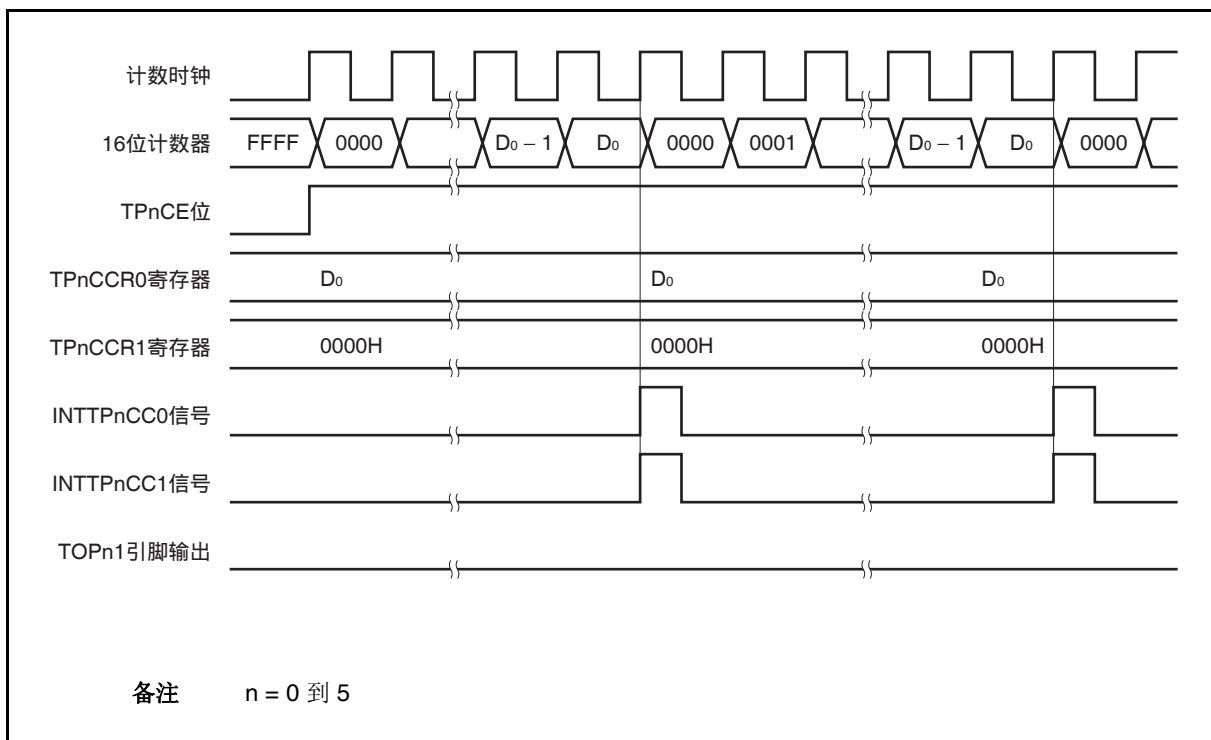 计数时钟
16位计数器 FFFF 0000 D₀ – 1 D₀ 0000 0001 D₀ – 1 D₀ 0000
TPnCE位
TPnCCR0寄存器 D₀ D₀ D₀
TPnCCR1寄存器 0000H 0000H 0000H
INTTPnCC0信号
INTTPnCC1信号
TOPn1引脚输出
备注 n = 0 到 5